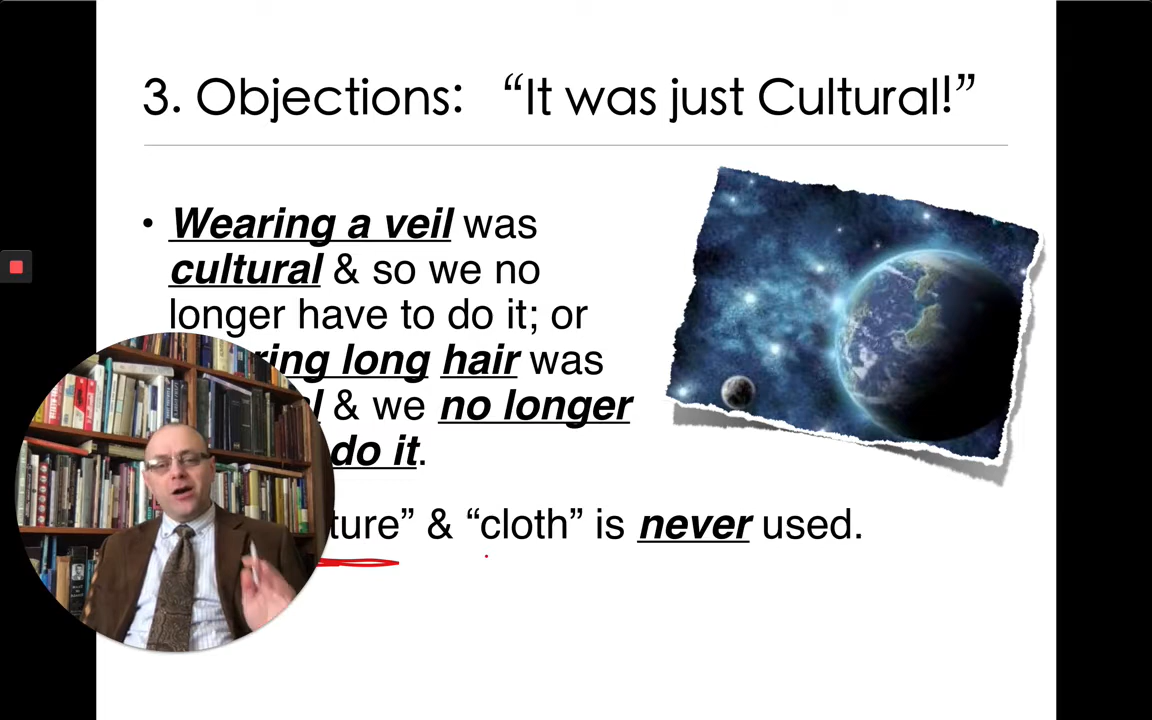 3. Objections: “It was just Cultural!”
• Wearing a veil was
cultural & so we no
longer have to do it; or
ring long hair was
& we no longer
do it.
ture” & “cloth” is never used.